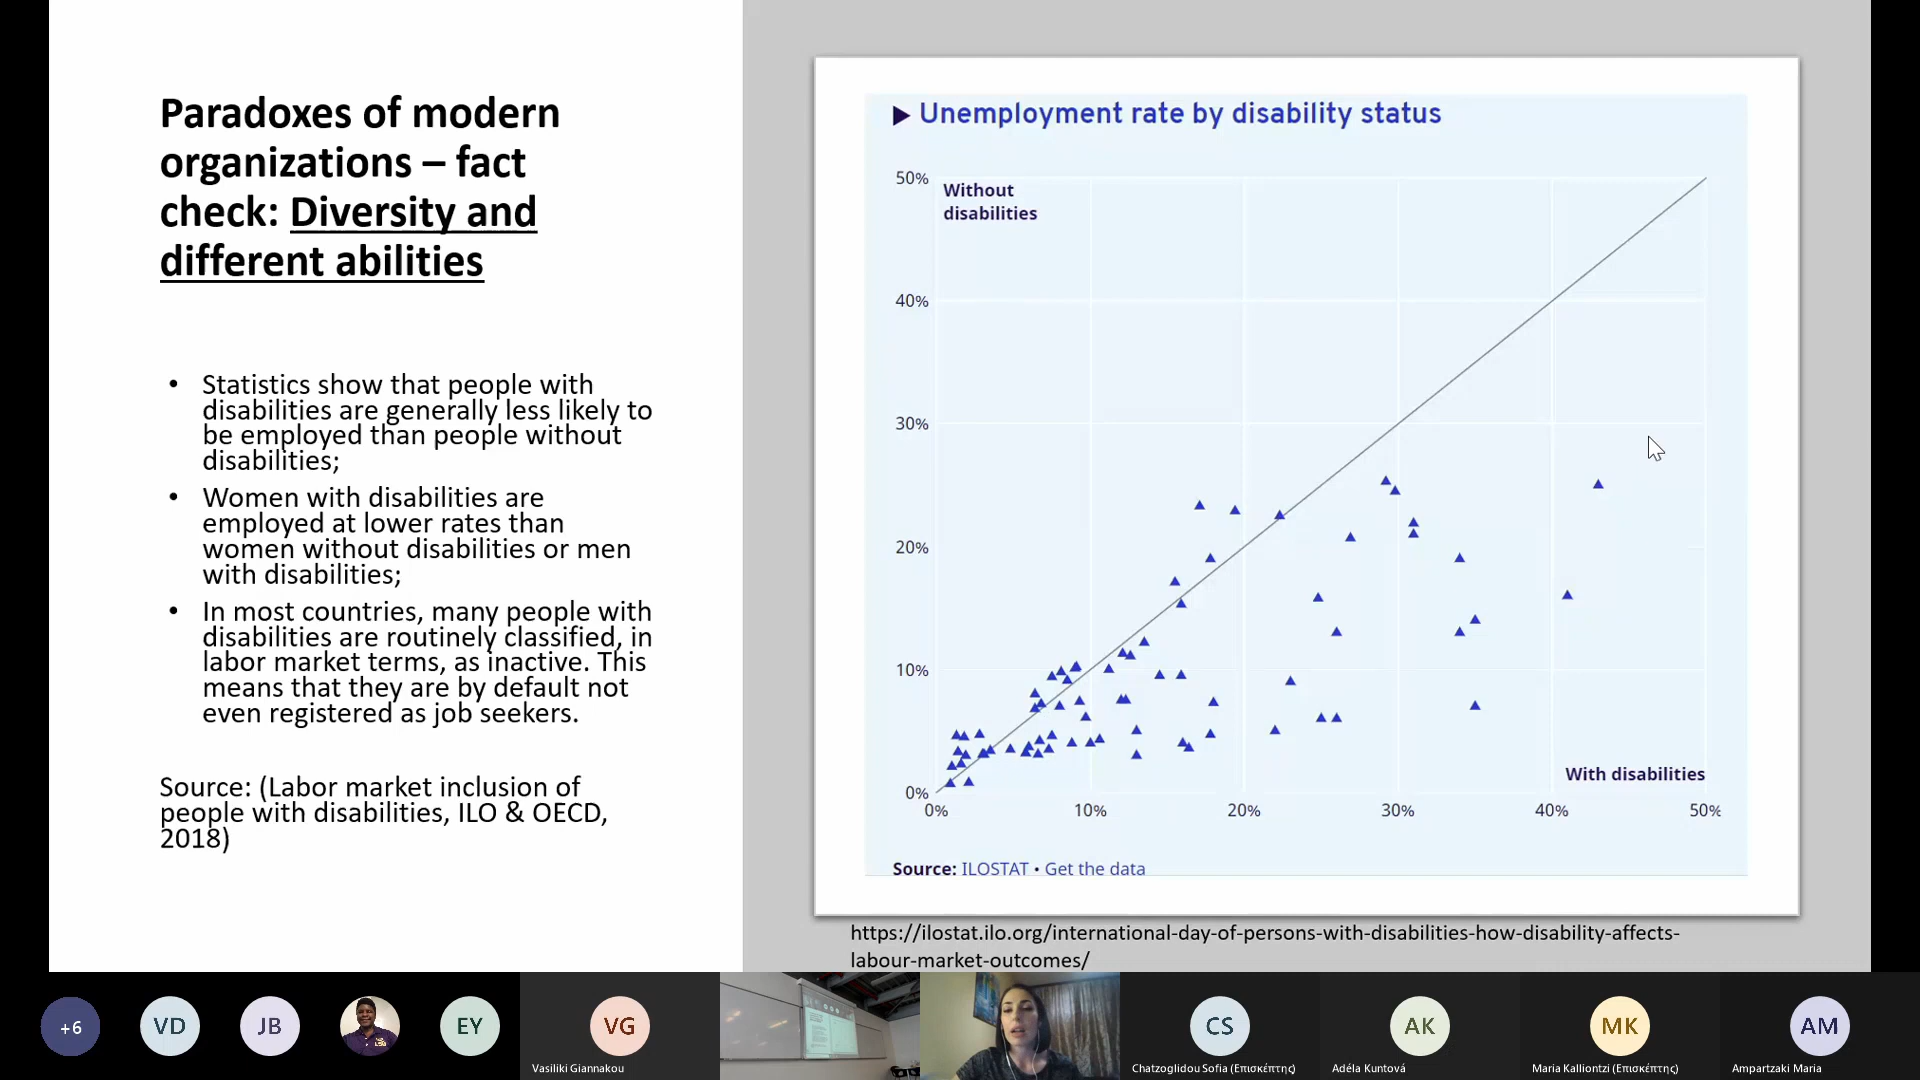 Paradoxes of modern
organizations – fact
check: Diversity and
different abilities
• Statistics show that people with
disabilities are generally less likely to
be employed than people without
disabilities;
• Women with disabilities are
employed at lower rates than
women without disabilities or men
with disabilities;
• In most countries, many people with
disabilities are routinely classified, in
labor market terms, as inactive. This
means that they are by default not
even registered as job seekers.
Source: (Labor market inclusion of
people with disabilities, ILO & OECD,
2018)
Unemployment rate by disability status
50%
Without
disabilities
40%
30%
20%
10%
With disabilities
0%
0% 10% 20% 30% 40% 50%
Source: ILOSTAT • Get the data
https://ilostat.ilo.org/international-day-of-persons-with-disabilities-how-disability-affects-
labour-market-outcomes/
+6
VD
JB
EY
VG
CS
AK
MK
AM
Vasiliki Giannakou
Chatzoglidou Sofia (Επισκέπτης)
Adéla Kuntová
Maria Kalliontzi (Επισκέπτης)
Ampartzaki Maria